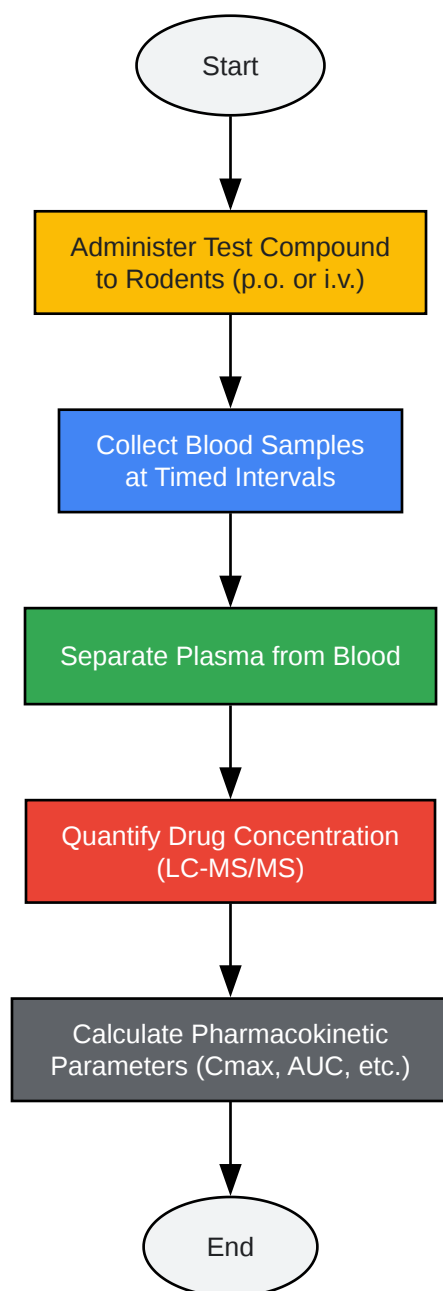 Start
Administer Test Compound
to Rodents (p.o. or i.v.)
Collect Blood Samples
at Timed Intervals
Separate Plasma from Blood
Quantify Drug Concentration
(LC-MS/MS)
Calculate Pharmacokinetic
Parameters (Cmax, AUC, etc.)
End